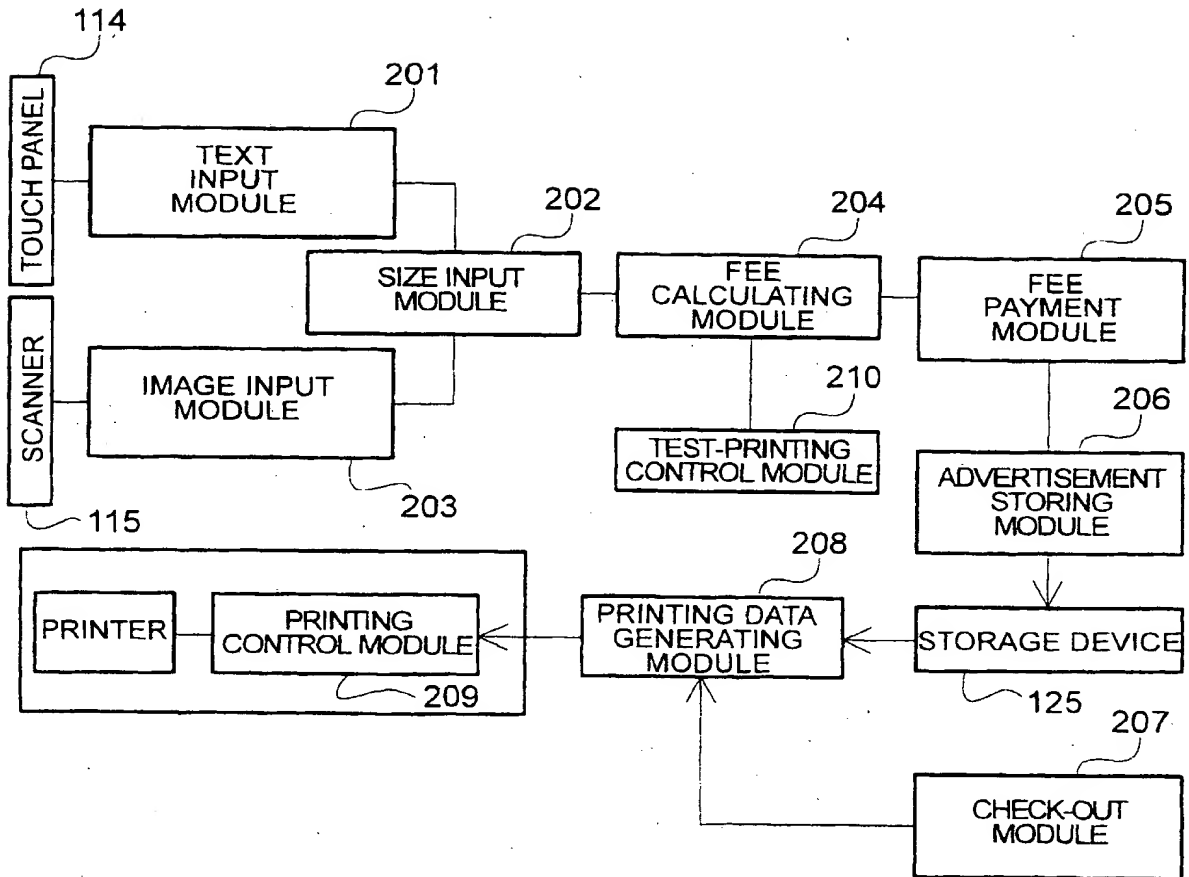 114
TOUCH PANEL
201
TEXT
INPUT
MODULE
202
SIZE INPUT
MODULE
204
FEE
CALCULATING
MODULE
205
FEE
PAYMENT
MODULE
SCANNER
115
IMAGE INPUT
MODULE
203
210
TEST-PRINTING
CONTROL MODULE
206
ADVERTISEMENT
STORING
MODULE
PRINTER
PRINTING
CONTROL MODULE
209
208
PRINTING DATA
GENERATING
MODULE
STORAGE DEVICE
125
207
CHECK-OUT
MODULE